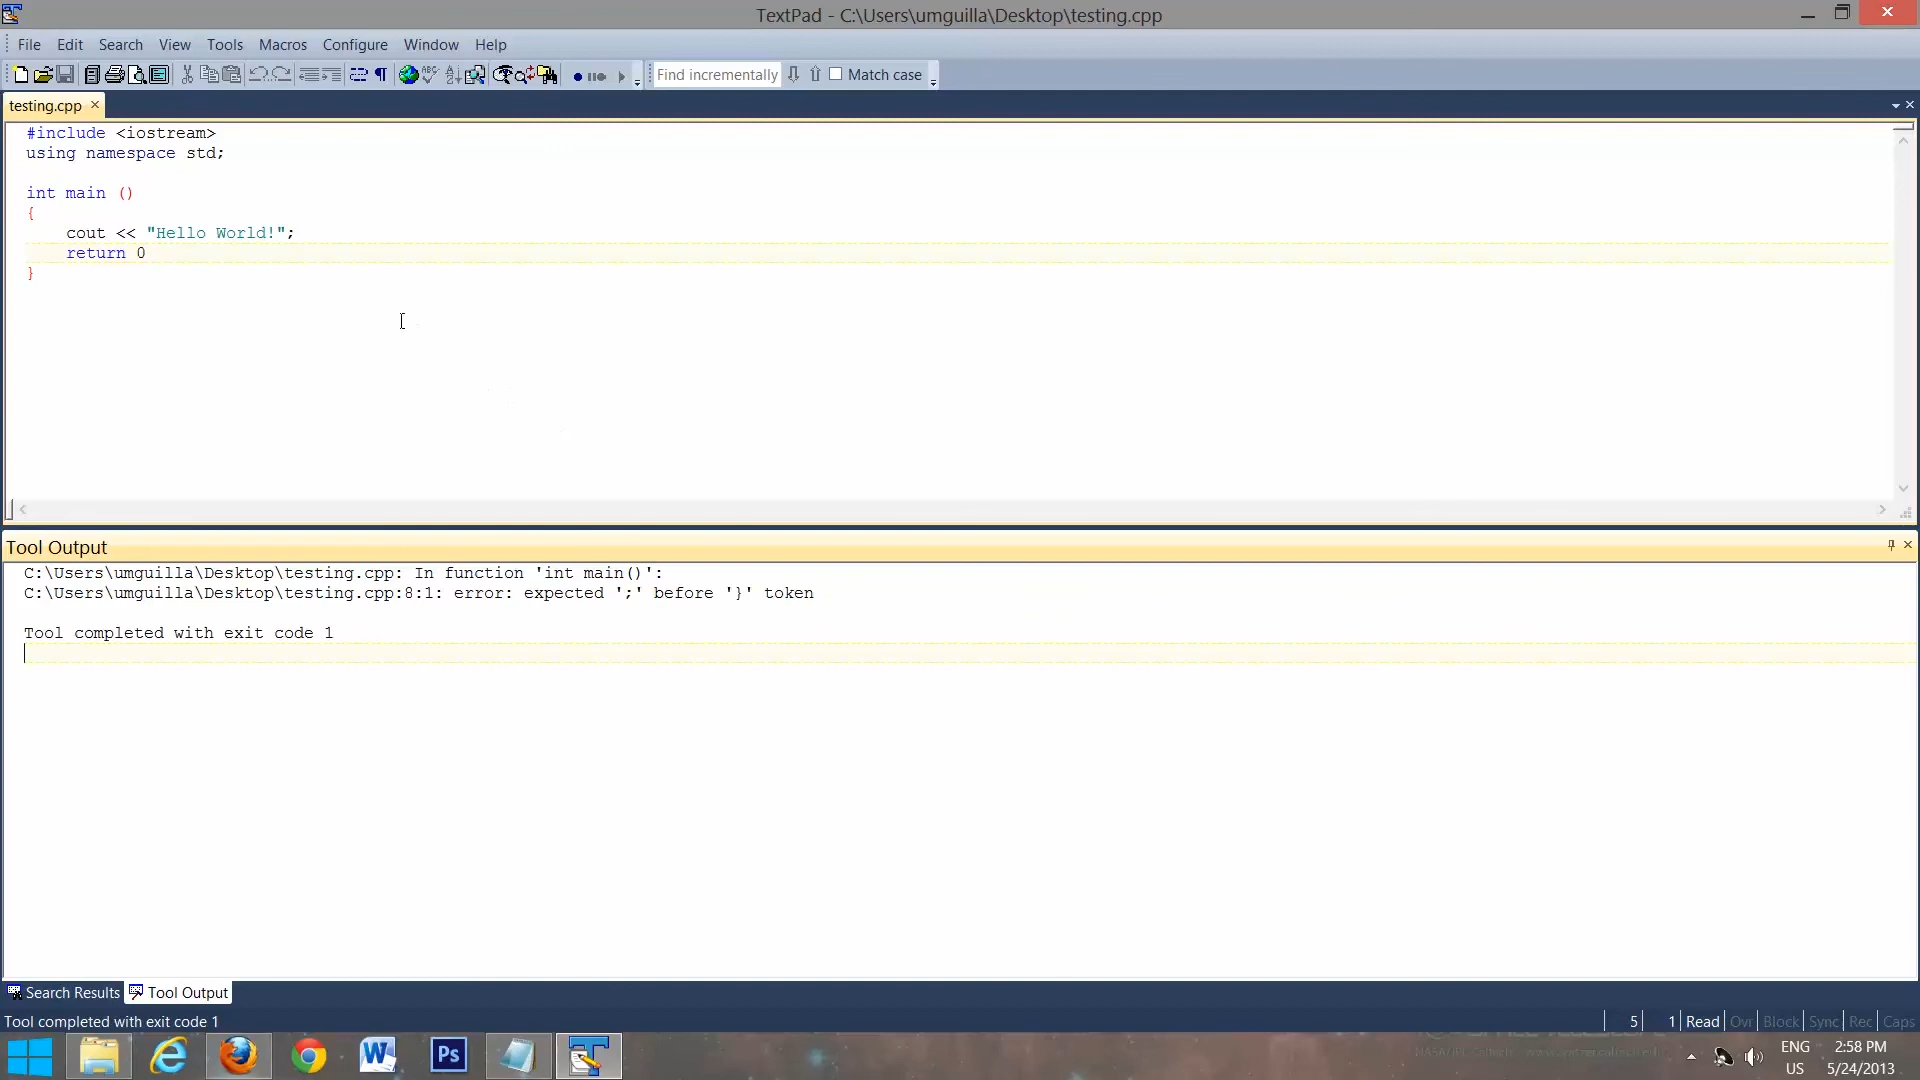 TextPad - C:\Users\umguilla\Desktop\testing.cpp
File Edit Search View Tools Macros Configure Window Help
Find incrementally Match case
testing.cpp
#include <iostream>
using namespace std;
int main ()
{
cout << "Hello World!";
return 0
}
Tool Output
C:\Users\umguilla\Desktop\testing.cpp: In function 'int main()':
C:\Users\umguilla\Desktop\testing.cpp:8:1: error: expected ';' before '}' token
Tool completed with exit code 1
Search Results Tool Output
Tool completed with exit code 1 5 1 Read Ovr Block Sync Rec Caps
ENG 2:58 PM
US 5/24/2013